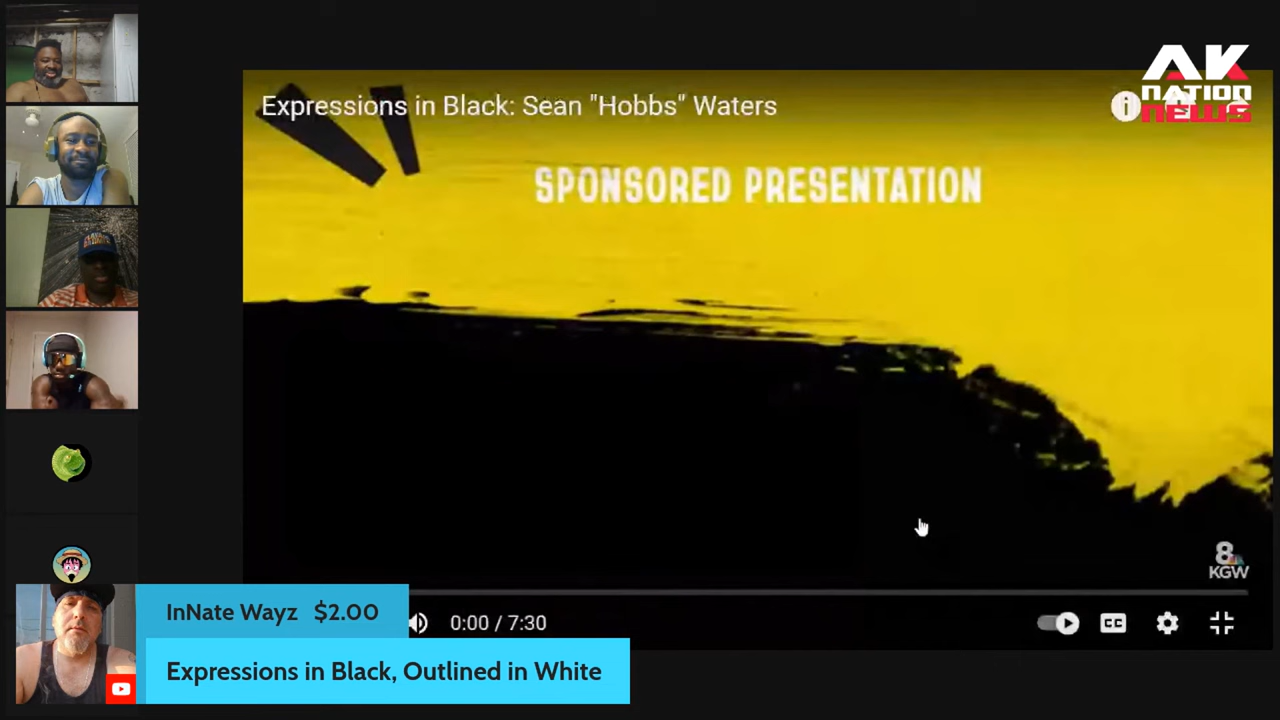 AK
NATION
NEWS
Expressions in Black: Sean "Hobbs" Waters
SPONSORED PRESENTATION
8
KGW
0:00 / 7:30
CC
InNate Wayz $2.00
Expressions in Black, Outlined in White